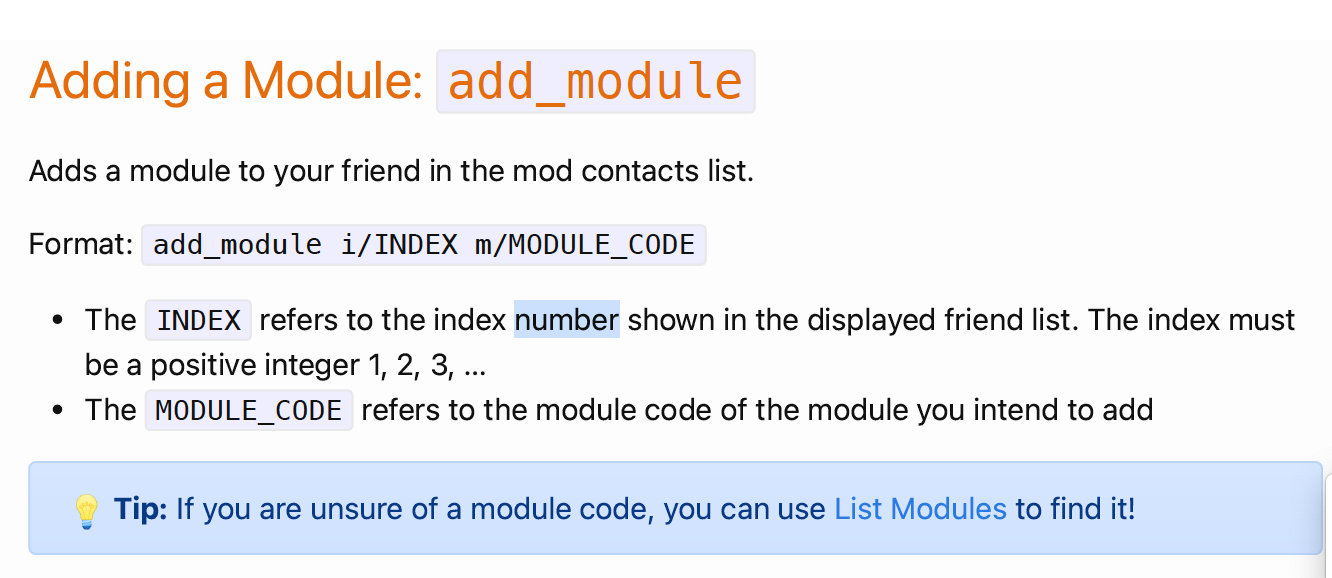 Adding a Module: add_module
Adds a module to your friend in the mod contacts list.
Format: add_module i/INDEX m/MODULE_CODE
• The INDEX refers to the index number shown in the displayed friend list. The index must
be a positive integer 1, 2, 3, ...
• The MODULE_CODE refers to the module code of the module you intend to add
💡 Tip: If you are unsure of a module code, you can use List Modules to find it!